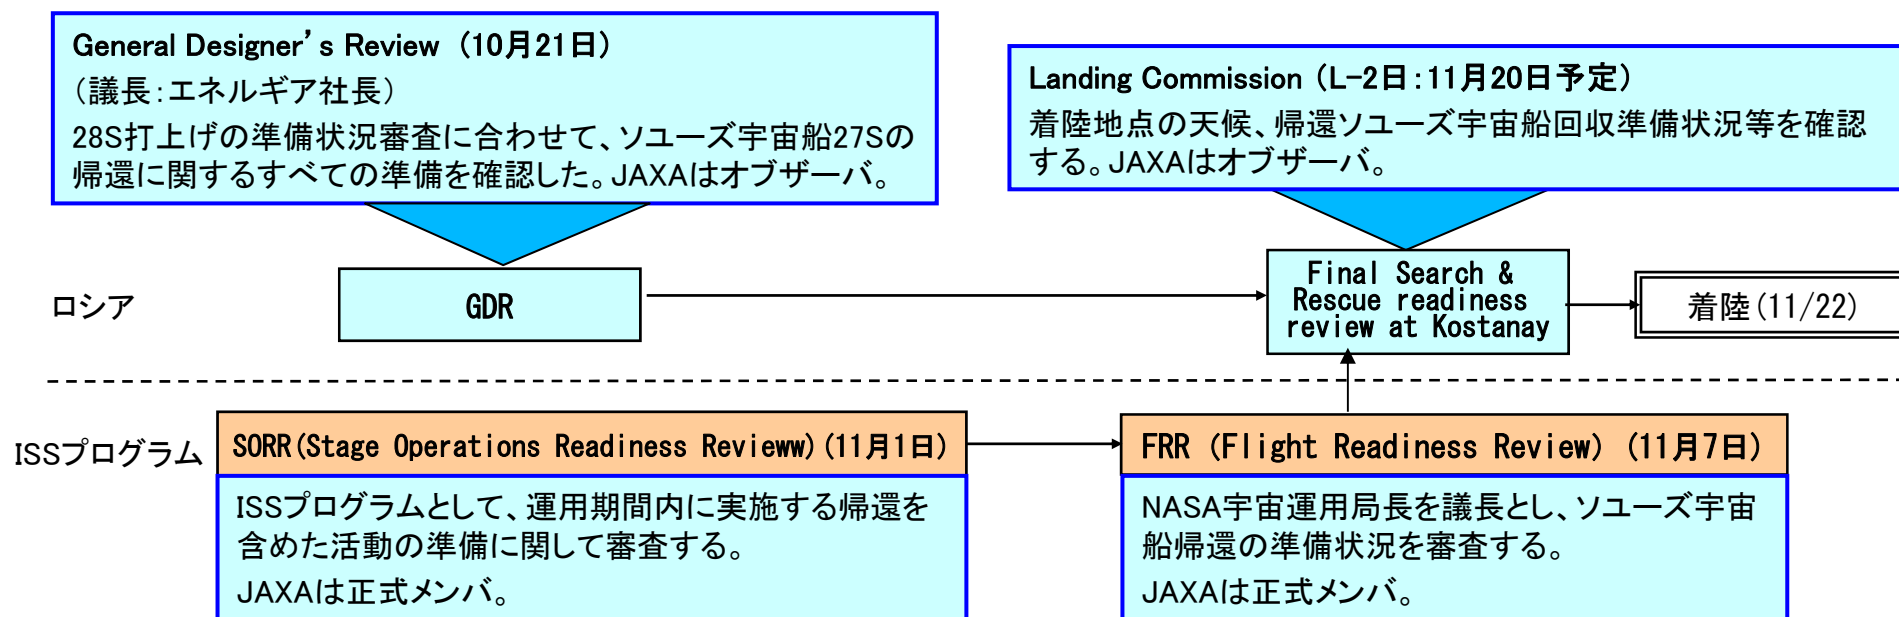 General Designer’s Review (10月21日)
(議長:エネルギア社長)
28S打上げの準備状況審査に合わせて、ソユーズ宇宙船27Sの
帰還に関するすべての準備を確認した。JAXAはオブザーバ。
Landing Commission (L-2日:11月20日予定)
着陸地点の天候、帰還ソユーズ宇宙船回収準備状況等を確認
する。JAXAはオブザーバ。
ロシア
GDR
Final Search &
Rescue readiness
review at Kostanay
着陸(11/22)
ISSプログラム
SORR(Stage Operations Readiness Revieww)(11月1日)
ISSプログラムとして、運用期間内に実施する帰還を
含めた活動の準備に関して審査する。
JAXAは正式メンバ。
FRR (Flight Readiness Review) (11月7日)
NASA宇宙運用局長を議長とし、ソユーズ宇宙
船帰還の準備状況を審査する。
JAXAは正式メンバ。